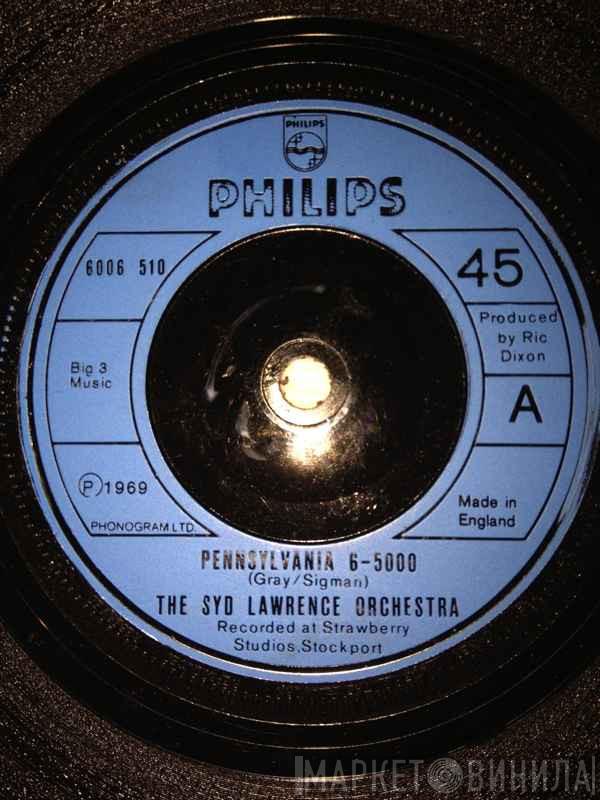 PHILIPS
PHILIPS
6006 510
45
Produced
by Ric
Dixon
Big 3
Music
A
Ⓟ1969
PHONOGRAM LTD.
Made in
England
PENNSYLVANIA 6-5000
(Gray/Sigman)
THE SYD LAWRENCE ORCHESTRA
Recorded at Strawberry
Studios,Stockport
МАРКЕТ ВИНИЛА